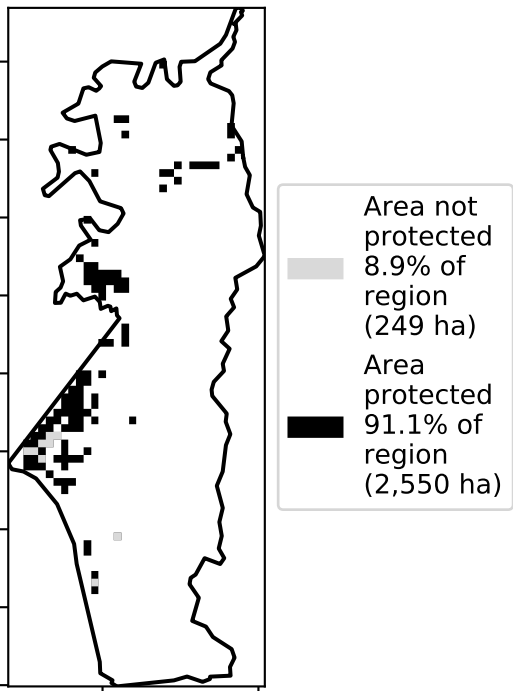 Area not
protected
8.9% of
region
(249 ha)
Area
protected
91.1% of
region
(2,550 ha)